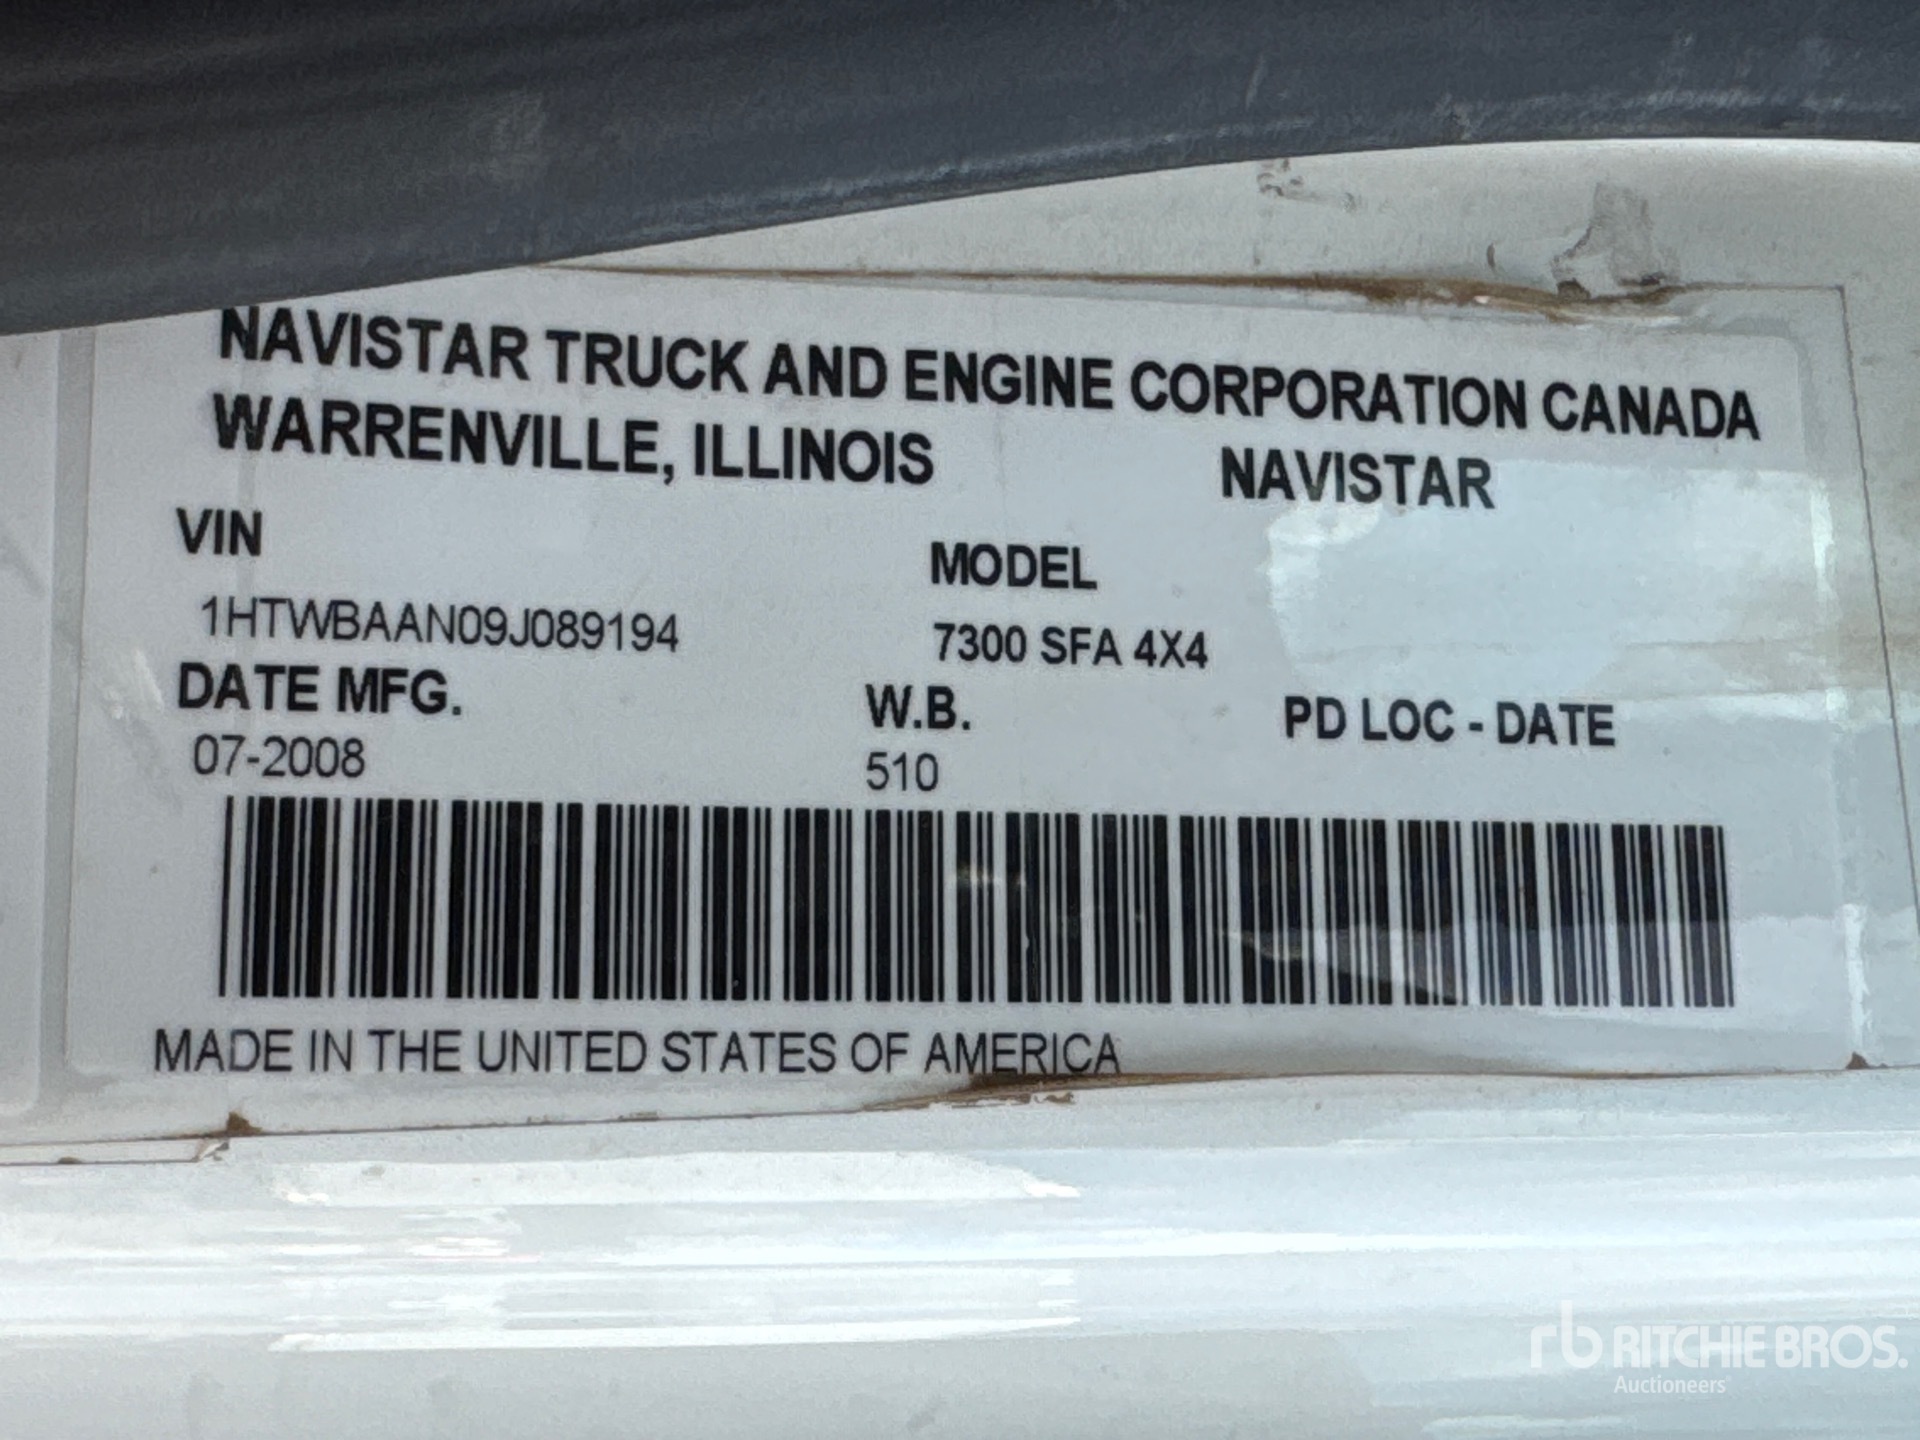 NAVISTAR TRUCK AND ENGINE CORPORATION CANADA
WARRENVILLE, ILLINOIS NAVISTAR
VIN MODEL
1HTWBAAN09J089194 7300 SFA 4X4
DATE MFG. W.B. PD LOC - DATE
07-2008 510
MADE IN THE UNITED STATES OF AMERICA
rb RITCHIE BROS.
Auctioneers